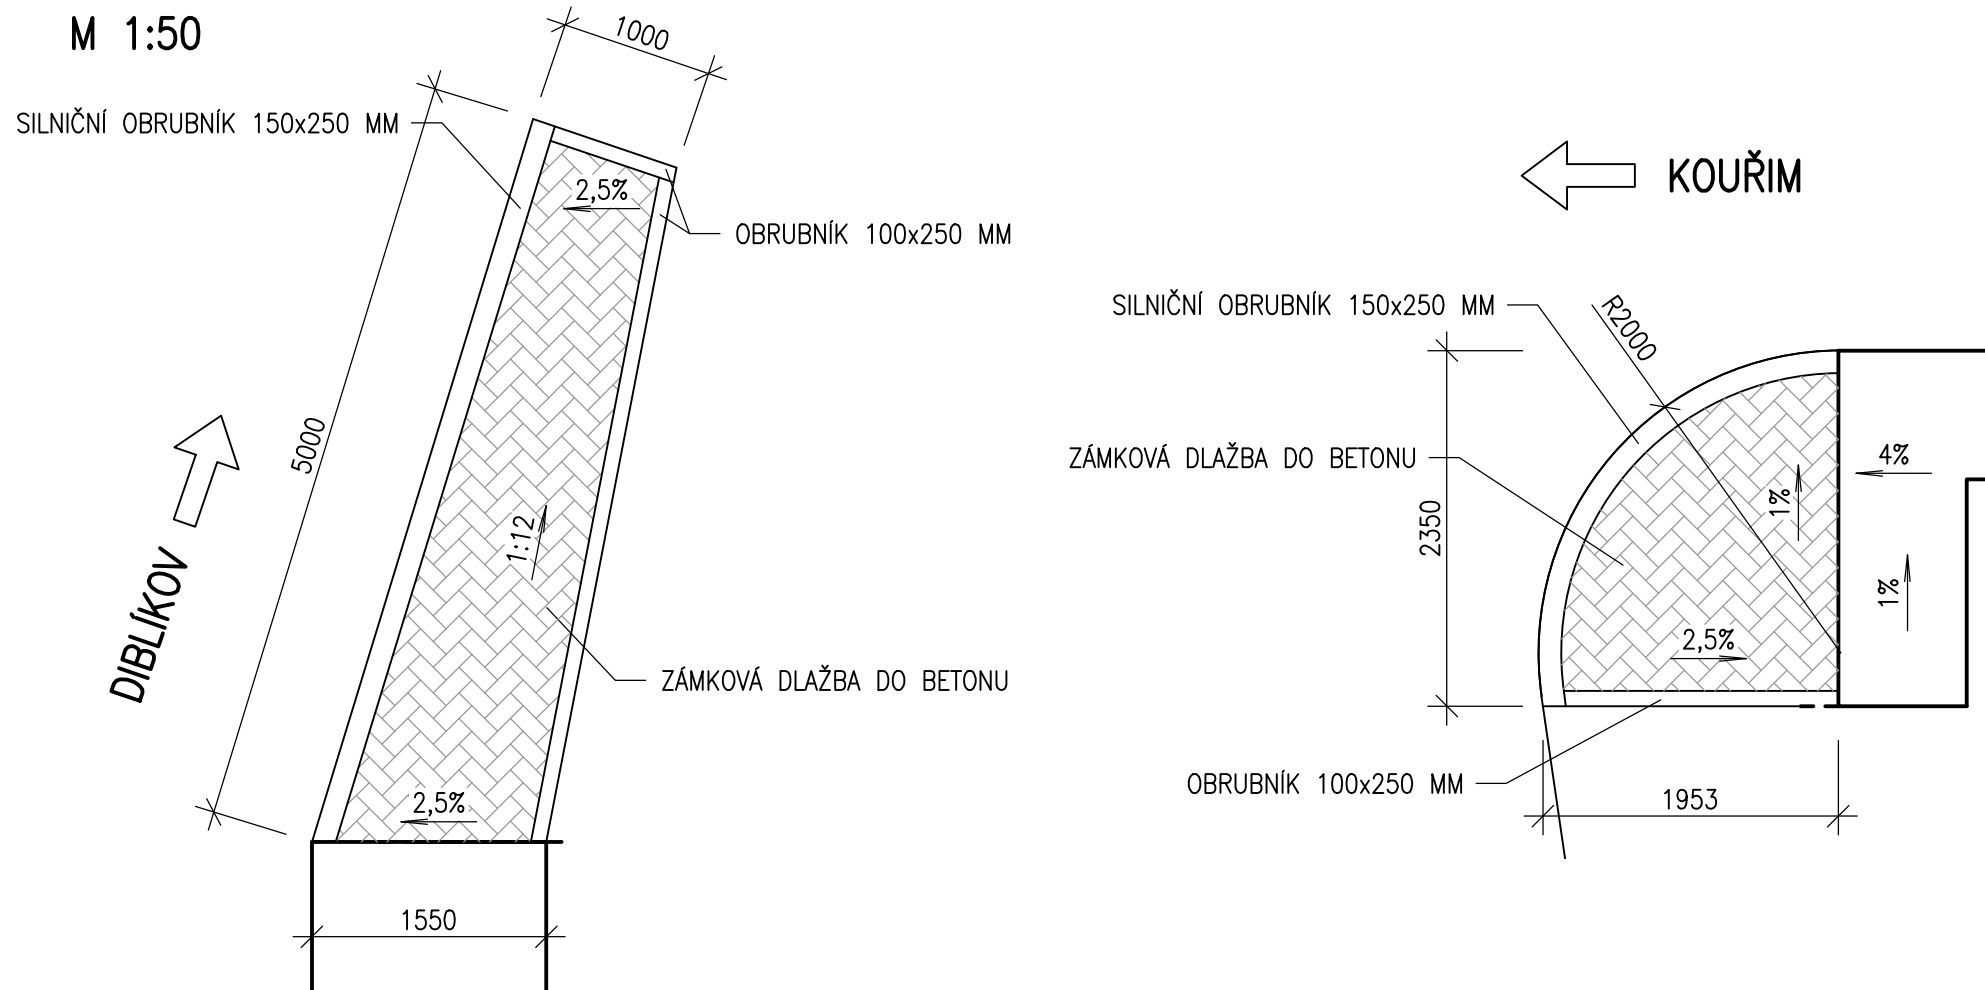 M 1:50
1000
SILNIČNÍ OBRUBNÍK 150x250 MM
2,5%
OBRUBNÍK 100x250 MM
5000
1:12
DIBLÍKOV
ZÁMKOVÁ DLAŽBA DO BETONU
2,5%
1550
KOUŘIM
SILNIČNÍ OBRUBNÍK 150x250 MM
R2000
ZÁMKOVÁ DLAŽBA DO BETONU
4%
1%
2350
1%
2,5%
OBRUBNÍK 100x250 MM
1953